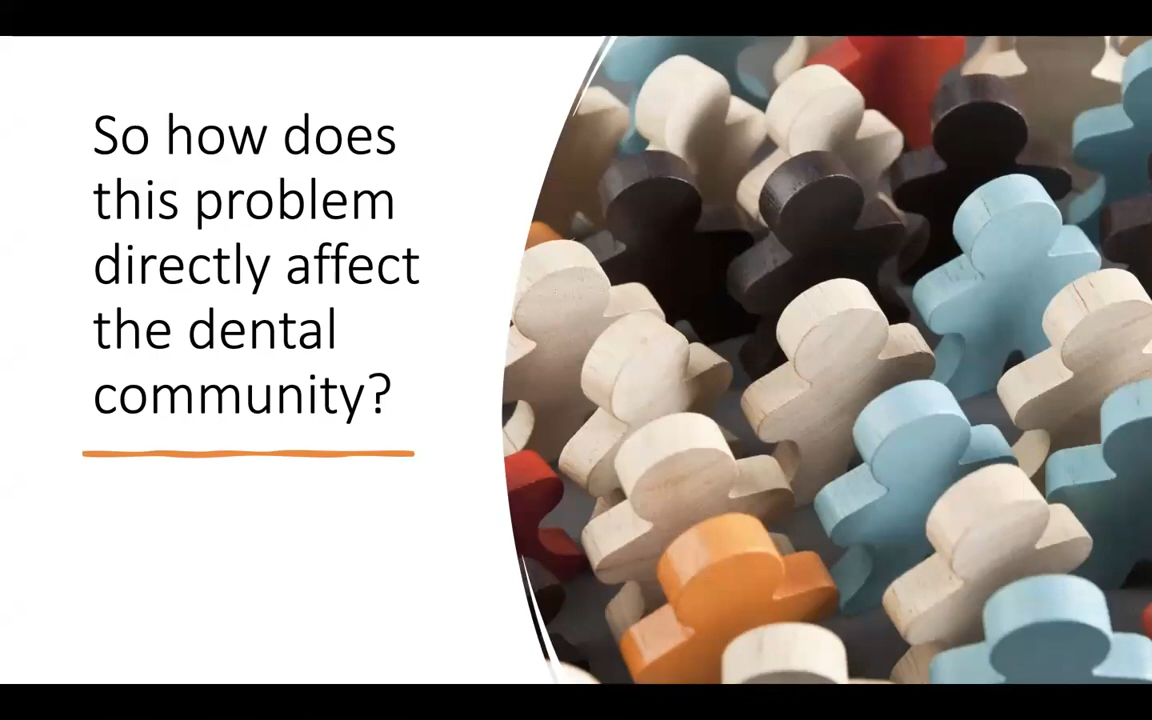 So how does
this problem
directly affect
the dental
community?